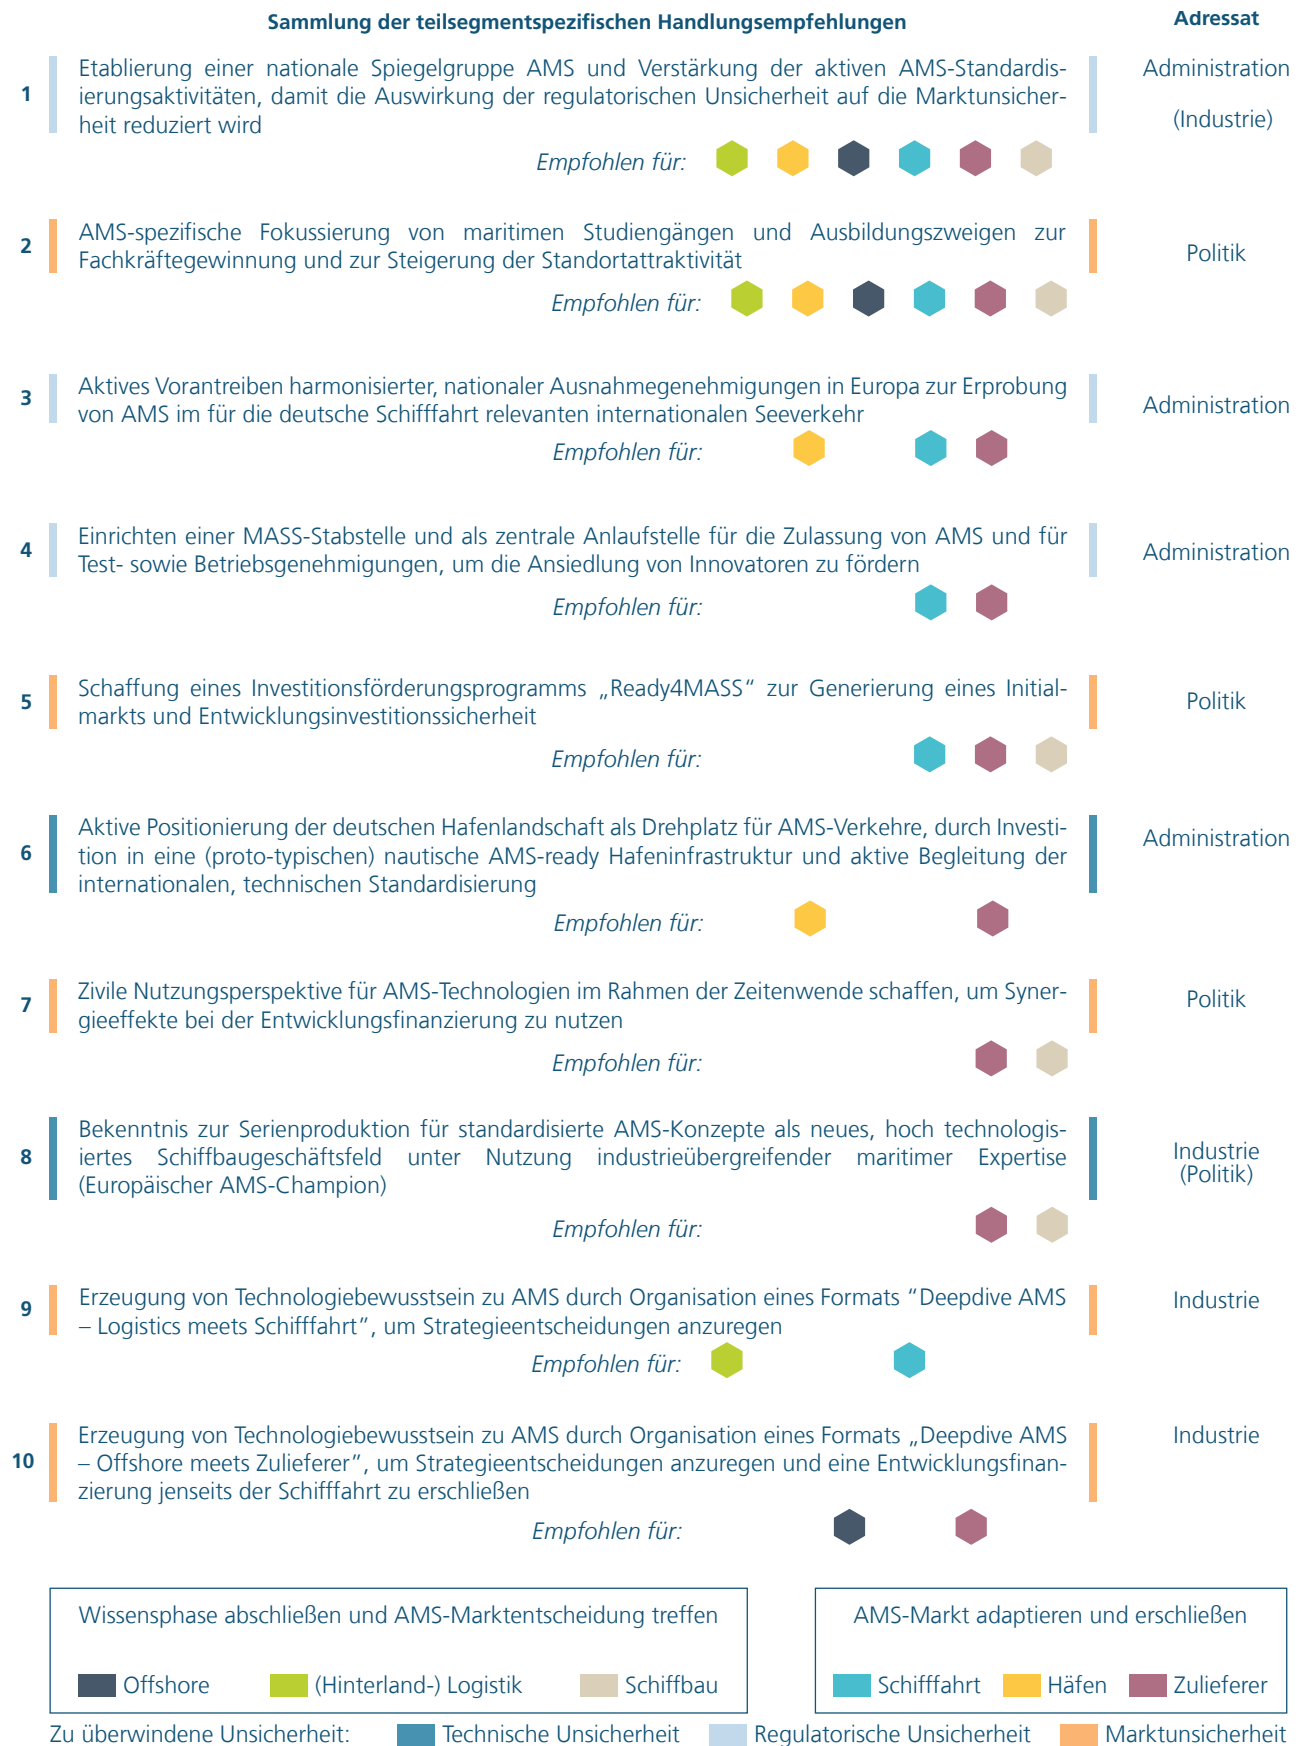 Sammlung der teilsegmentspezifischen Handlungsempfehlungen
Adressat
1
Etablierung einer nationale Spiegelgruppe AMS und Verstärkung der aktiven AMS-Standardis-
ierungsaktivitäten, damit die Auswirkung der regulatorischen Unsicherheit auf die Marktunsicher-
heit reduziert wird
Administration
(Industrie)
Empfohlen für:
2
AMS-spezifische Fokussierung von maritimen Studiengängen und Ausbildungszweigen zur
Fachkräftegewinnung und zur Steigerung der Standortattraktivität
Politik
Empfohlen für:
3
Aktives Vorantreiben harmonisierter, nationaler Ausnahmegenehmigungen in Europa zur Erprobung
von AMS im für die deutsche Schifffahrt relevanten internationalen Seeverkehr
Administration
Empfohlen für:
4
Einrichten einer MASS-Stabstelle und als zentrale Anlaufstelle für die Zulassung von AMS und für
Test- sowie Betriebsgenehmigungen, um die Ansiedlung von Innovatoren zu fördern
Administration
Empfohlen für:
5
Schaffung eines Investitionsförderungsprogramms „Ready4MASS“ zur Generierung eines Initial-
markts und Entwicklungsinvestitionssicherheit
Politik
Empfohlen für:
6
Aktive Positionierung der deutschen Hafenlandschaft als Drehplatz für AMS-Verkehre, durch Investi-
tion in eine (proto-typischen) nautische AMS-ready Hafeninfrastruktur und aktive Begleitung der
internationalen, technischen Standardisierung
Administration
Empfohlen für:
7
Zivile Nutzungsperspektive für AMS-Technologien im Rahmen der Zeitenwende schaffen, um Syner-
gieeffekte bei der Entwicklungsfinanzierung zu nutzen
Politik
Empfohlen für:
8
Bekenntnis zur Serienproduktion für standardisierte AMS-Konzepte als neues, hoch technologis-
iertes Schiffbaugeschäftsfeld unter Nutzung industrieübergreifender maritimer Expertise
(Europäischer AMS-Champion)
Industrie
(Politik)
Empfohlen für:
9
Erzeugung von Technologiebewusstsein zu AMS durch Organisation eines Formats “Deepdive AMS
– Logistics meets Schifffahrt”, um Strategieentscheidungen anzuregen
Industrie
Empfohlen für:
10
Erzeugung von Technologiebewusstsein zu AMS durch Organisation eines Formats „Deepdive AMS
– Offshore meets Zulieferer”, um Strategieentscheidungen anzuregen und eine Entwicklungsfinan-
zierung jenseits der Schifffahrt zu erschließen
Industrie
Empfohlen für:
Wissensphase abschließen und AMS-Marktentscheidung treffen
Offshore (Hinterland-) Logistik Schiffbau
AMS-Markt adaptieren und erschließen
Schifffahrt Häfen Zulieferer
Zu überwindene Unsicherheit: Technische Unsicherheit Regulatorische Unsicherheit Marktunsicherheit